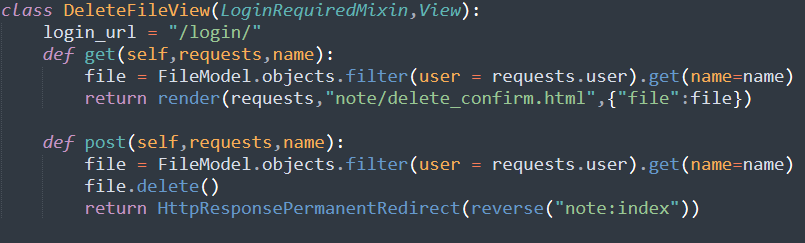 class DeleteFileView(LoginRequiredMixin,View):
    login_url = "/login/"
    def get(self,requests,name):
        file = FileModel.objects.filter(user = requests.user).get(name=name)
        return render(requests,"note/delete_confirm.html",{"file":file})

    def post(self,requests,name):
        file = FileModel.objects.filter(user = requests.user).get(name=name)
        file.delete()
        return HttpResponsePermanentRedirect(reverse("note:index"))